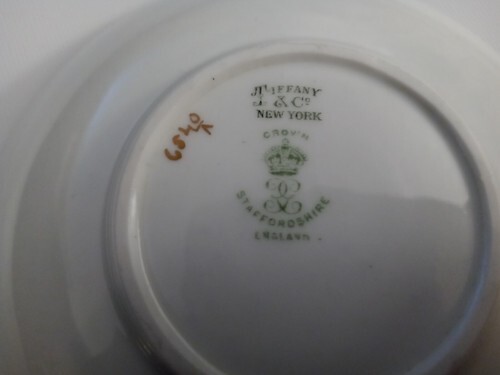 TIFFANY
& Co
NEW YORK
CROWN
STAFFORDSHIRE
ENGLAND